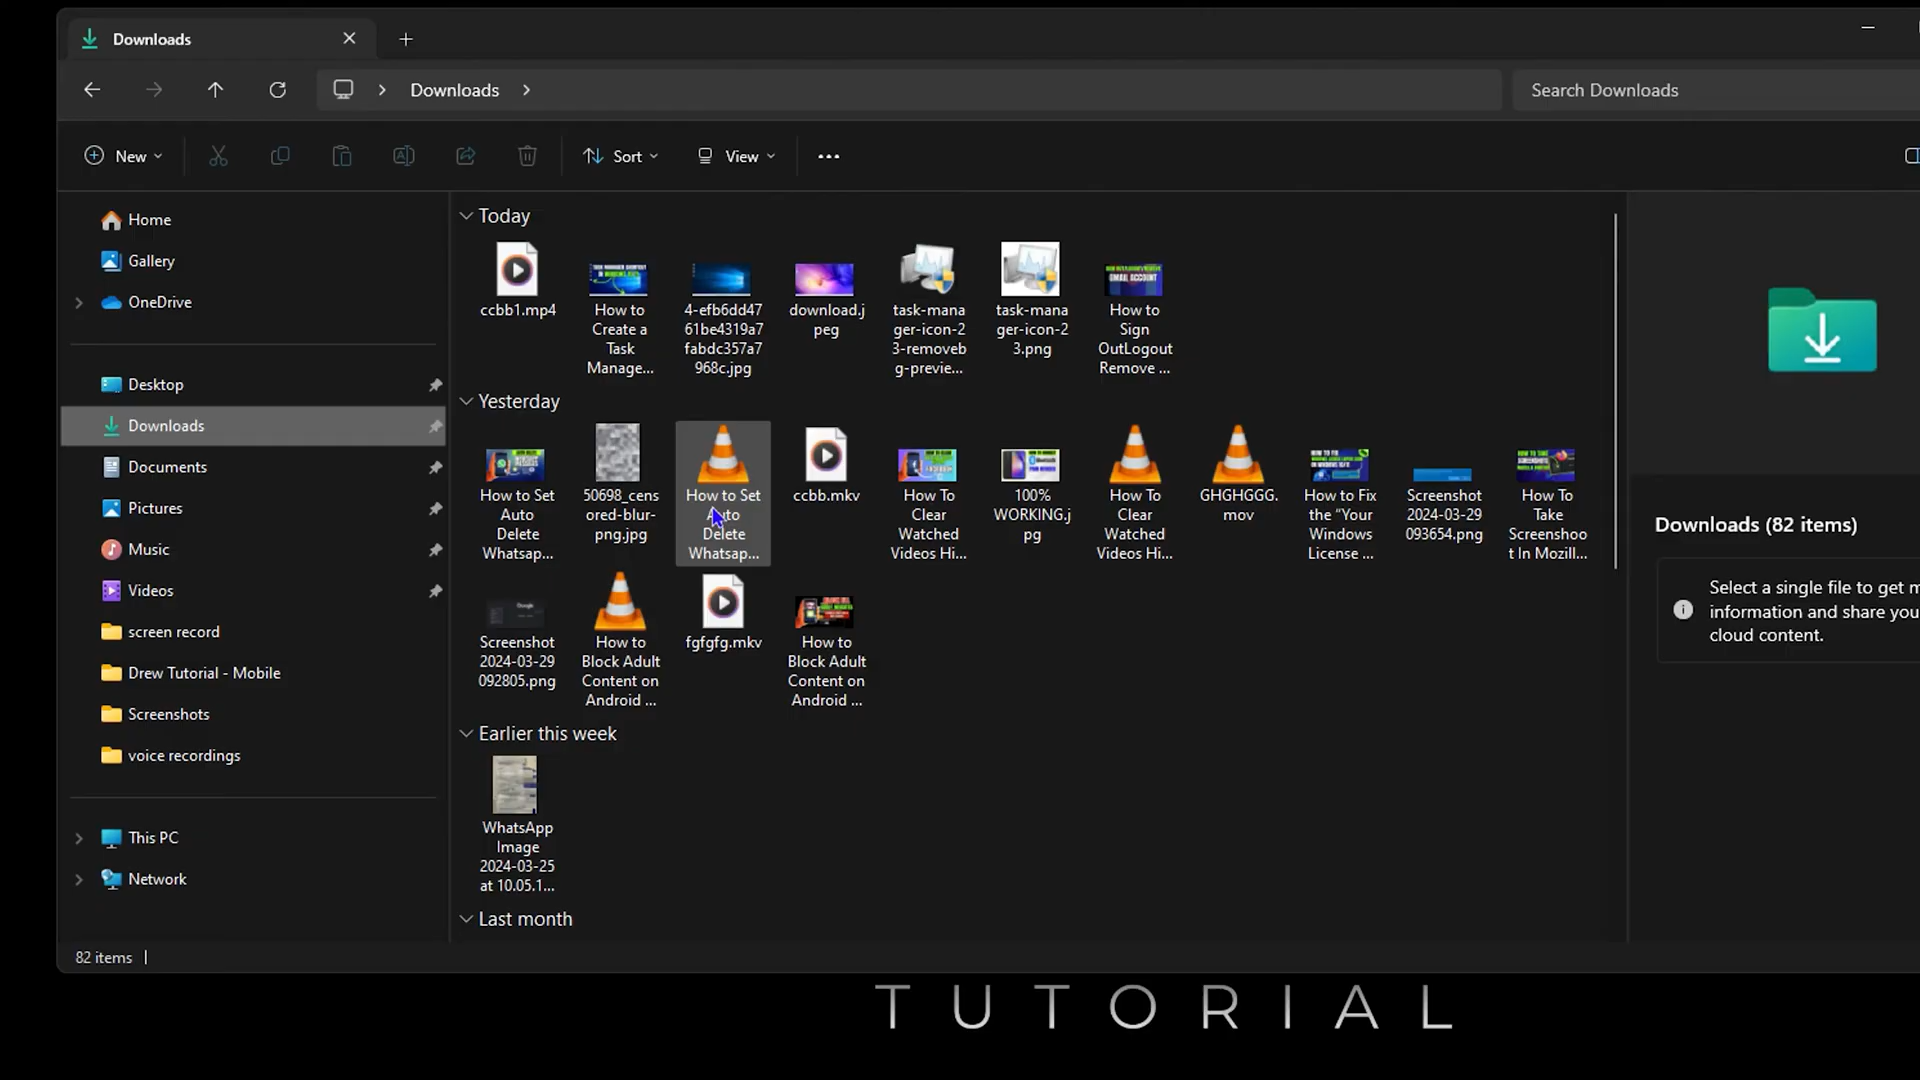 Downloads
Downloads
Search Downloads
New
Sort
View
Home
Gallery
OneDrive
Desktop
Downloads
Documents
Pictures
Music
Videos
screen record
Drew Tutorial - Mobile
Screenshots
voice recordings
This PC
Network
Today
ccbb1.mp4
How to
Create a
Task
Manage...
4-efb6dd47
61be4319a7
fabdc357a7
968c.jpg
download.j
peg
task-mana
ger-icon-2
3-removeb
g-previe...
task-mana
ger-icon-2
3.png
How to
Sign
OutLogout
Remove ...
Yesterday
How to Set
Auto
Delete
Whatsap...
50698_cens
ored-blur-
png.jpg
How to Set
Auto
Delete
Whatsap...
ccbb.mkv
How To
Clear
Watched
Videos Hi...
100%
WORKING.j
pg
How To
Clear
Watched
Videos Hi...
GHGHGGG.
mov
How to Fix
the “Your
Windows
License ...
Screenshot
2024-03-29
093654.png
How To
Take
Screenshoo
t In Mozill...
Screenshot
2024-03-29
092805.png
How to
Block Adult
Content on
Android ...
fgfgfg.mkv
How to
Block Adult
Content on
Android ...
Earlier this week
WhatsApp
Image
2024-03-25
at 10.05.1...
Last month
Downloads (82 items)
Select a single file to get m
information and share you
cloud content.
82 items
TUTORIAL